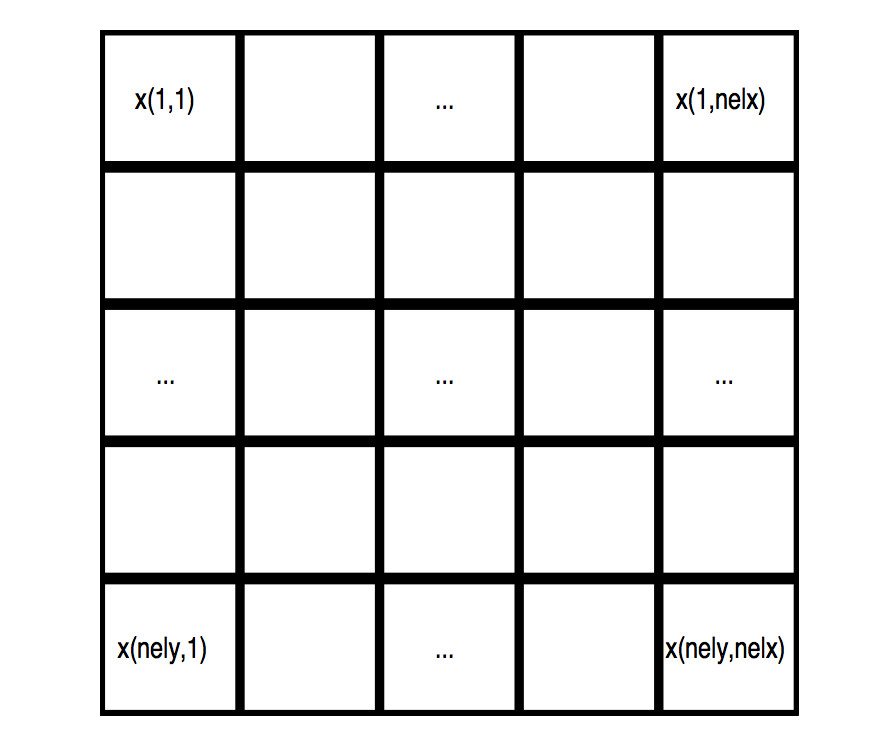 x(1,1) ... x(1,nelx)
... ... ...
x(nely,1) ... x(nely,nelx)